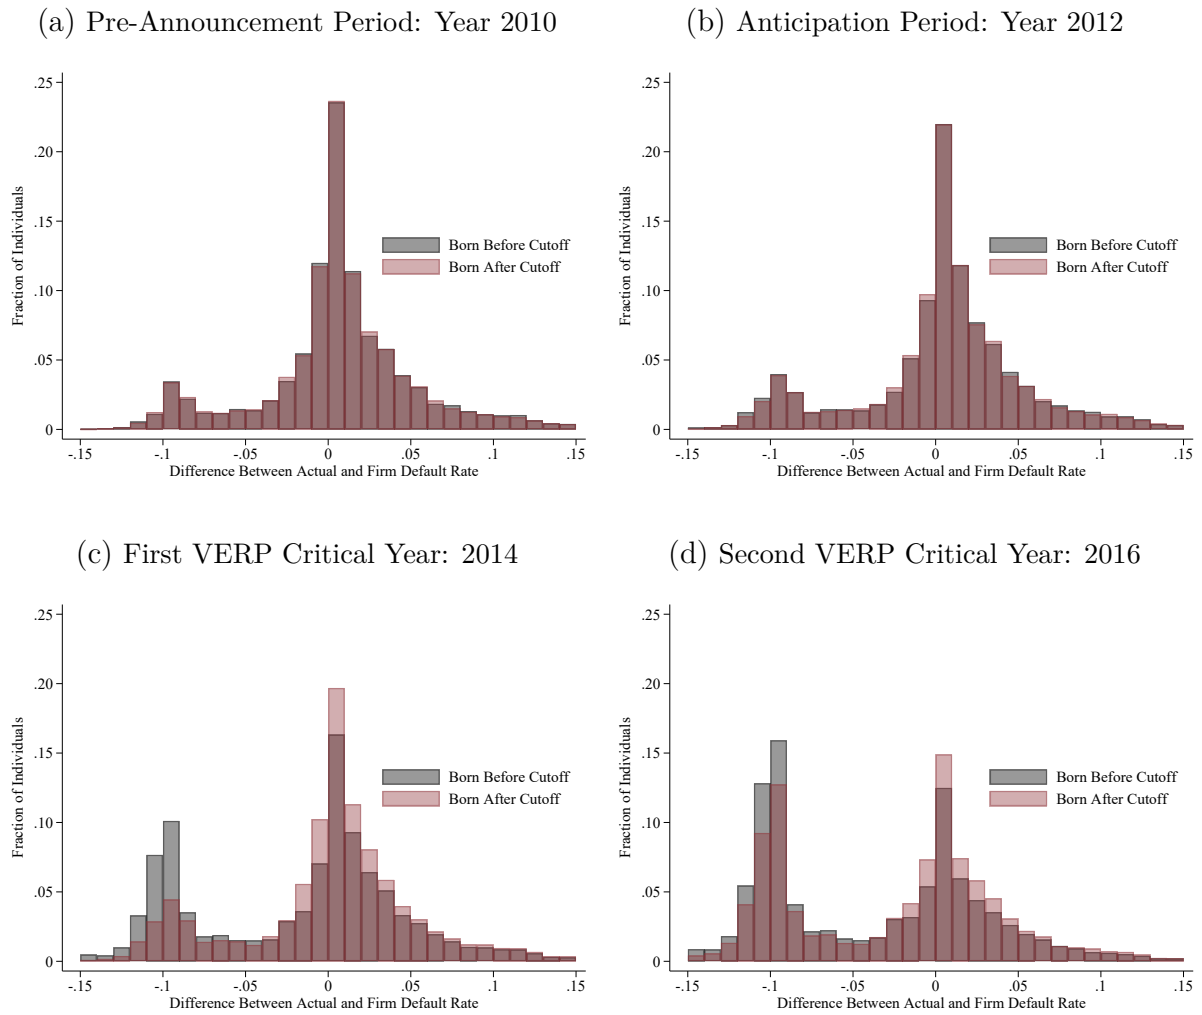 (a) Pre-Announcement Period: Year 2010
.25
.20
.15
.10
.05
0
Fraction of Individuals
Born Before Cutoff
Born After Cutoff
-.15 -.1 -.05 0 .05 .1 .15
Difference Between Actual and Firm Default Rate
(b) Anticipation Period: Year 2012
.25
.20
.15
.10
.05
0
Fraction of Individuals
Born Before Cutoff
Born After Cutoff
-.15 -.1 -.05 0 .05 .1 .15
Difference Between Actual and Firm Default Rate
(c) First VERP Critical Year: 2014
.25
.20
.15
.10
.05
0
Fraction of Individuals
Born Before Cutoff
Born After Cutoff
-.15 -.1 -.05 0 .05 .1 .15
Difference Between Actual and Firm Default Rate
(d) Second VERP Critical Year: 2016
.25
.20
.15
.10
.05
0
Fraction of Individuals
Born Before Cutoff
Born After Cutoff
-.15 -.1 -.05 0 .05 .1 .15
Difference Between Actual and Firm Default Rate